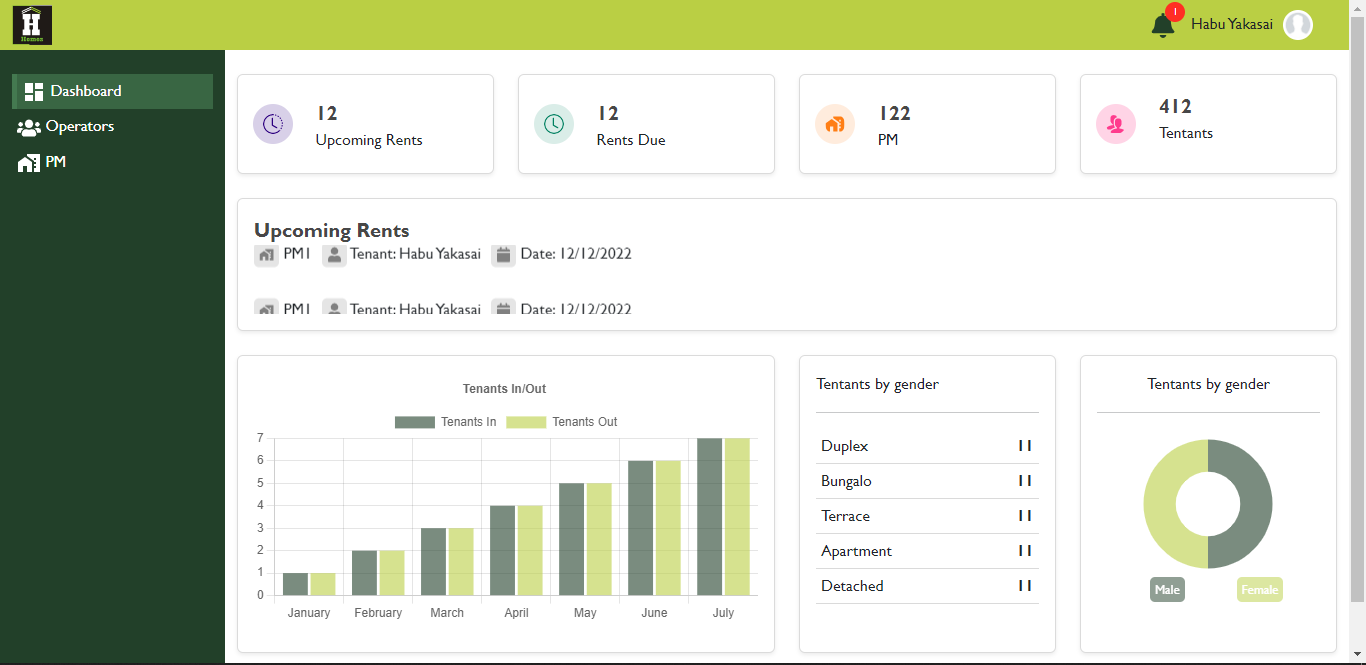 H
Homes
1
Habu Yakasai
Dashboard
Operators
PM
12
Upcoming Rents
12
Rents Due
122
PM
412
Tentants
Upcoming Rents
PM1 Tenant: Habu Yakasai Date: 12/12/2022
PM1 Tenant: Habu Yakasai Date: 12/12/2022
Tenants In/Out
Tenants In Tenants Out
7
6
5
4
3
2
1
0
January February March April May June July
Tentants by gender
Duplex 11
Bungalo 11
Terrace 11
Apartment 11
Detached 11
Tentants by gender
Male Female